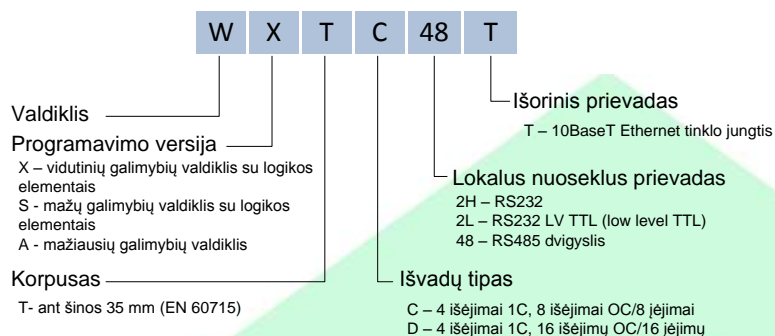 W X T C 48 T
Valdiklis
Programavimo versija
X – vidutinių galimybių valdiklis su logikos
elementais
S - mažų galimybių valdiklis su logikos
elementais
A - mažiausių galimybių valdiklis
Korpusas
T- ant šinos 35 mm (EN 60715)
Išorinis prievadas
T – 10BaseT Ethernet tinklo jungtis
Lokalus nuoseklus prievadas
2H – RS232
2L – RS232 LV TTL (low level TTL)
48 – RS485 dvigyslis
Išvadų tipas
C – 4 išėjimai 1C, 8 išėjimai OC/8 įėjimai
D – 4 išėjimai 1C, 16 išėjimų OC/16 įėjimų